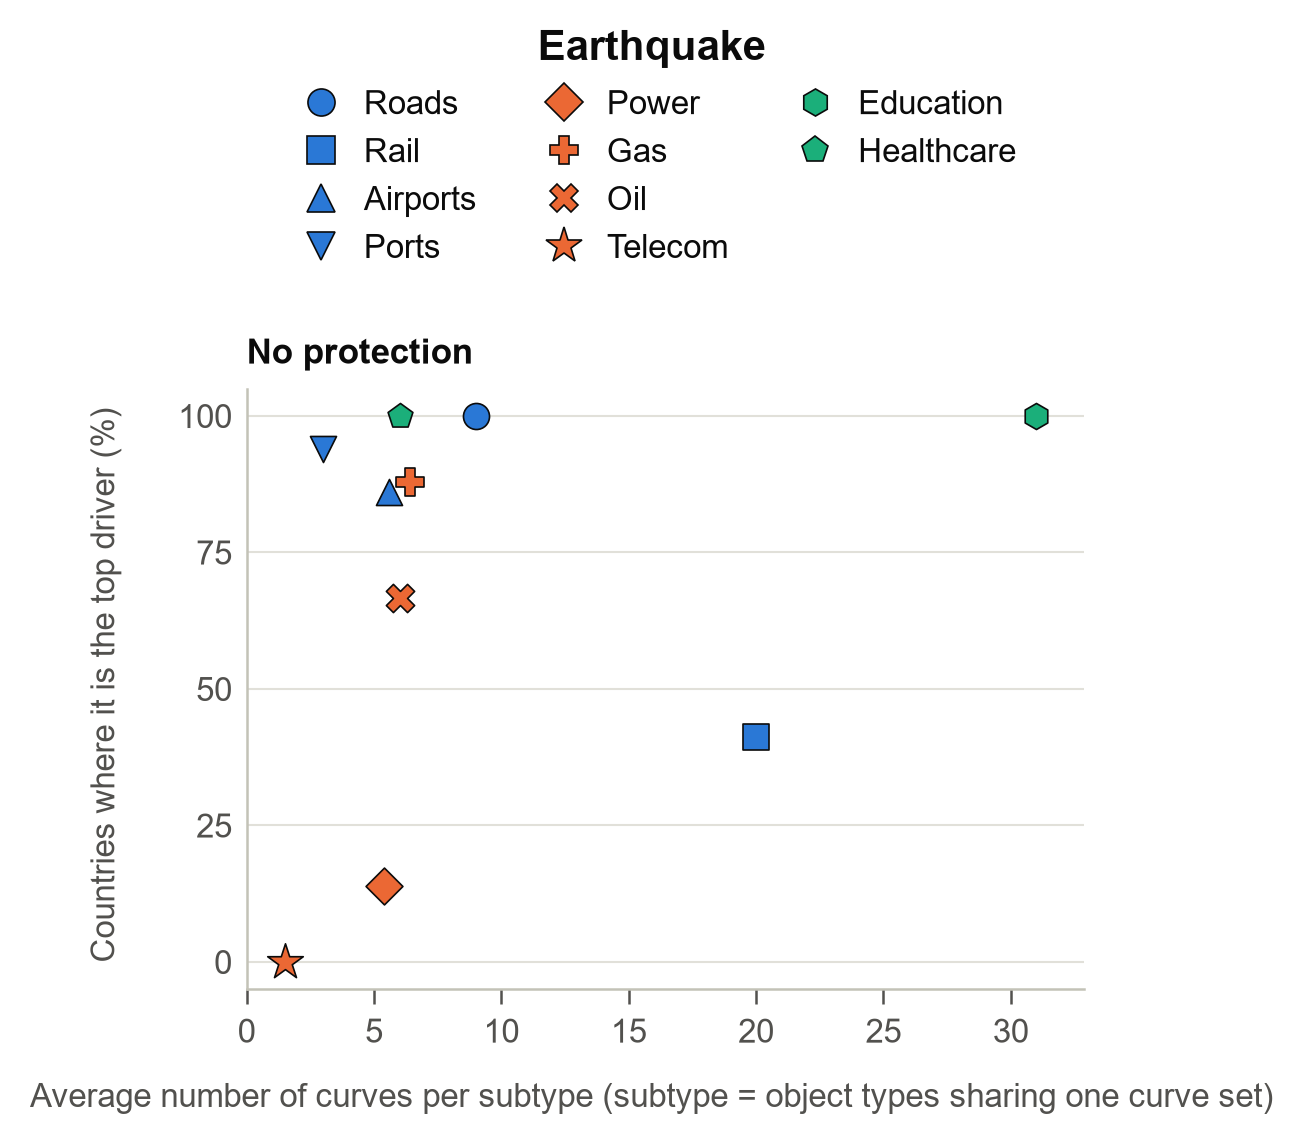 Earthquake
Roads
Rail
Airports
Ports
Power
Gas
Oil
Telecom
Education
Healthcare
No protection
Countries where it is the top driver (%)
100
75
50
25
0
0 5 10 15 20 25 30
Average number of curves per subtype (subtype = object types sharing one curve set)